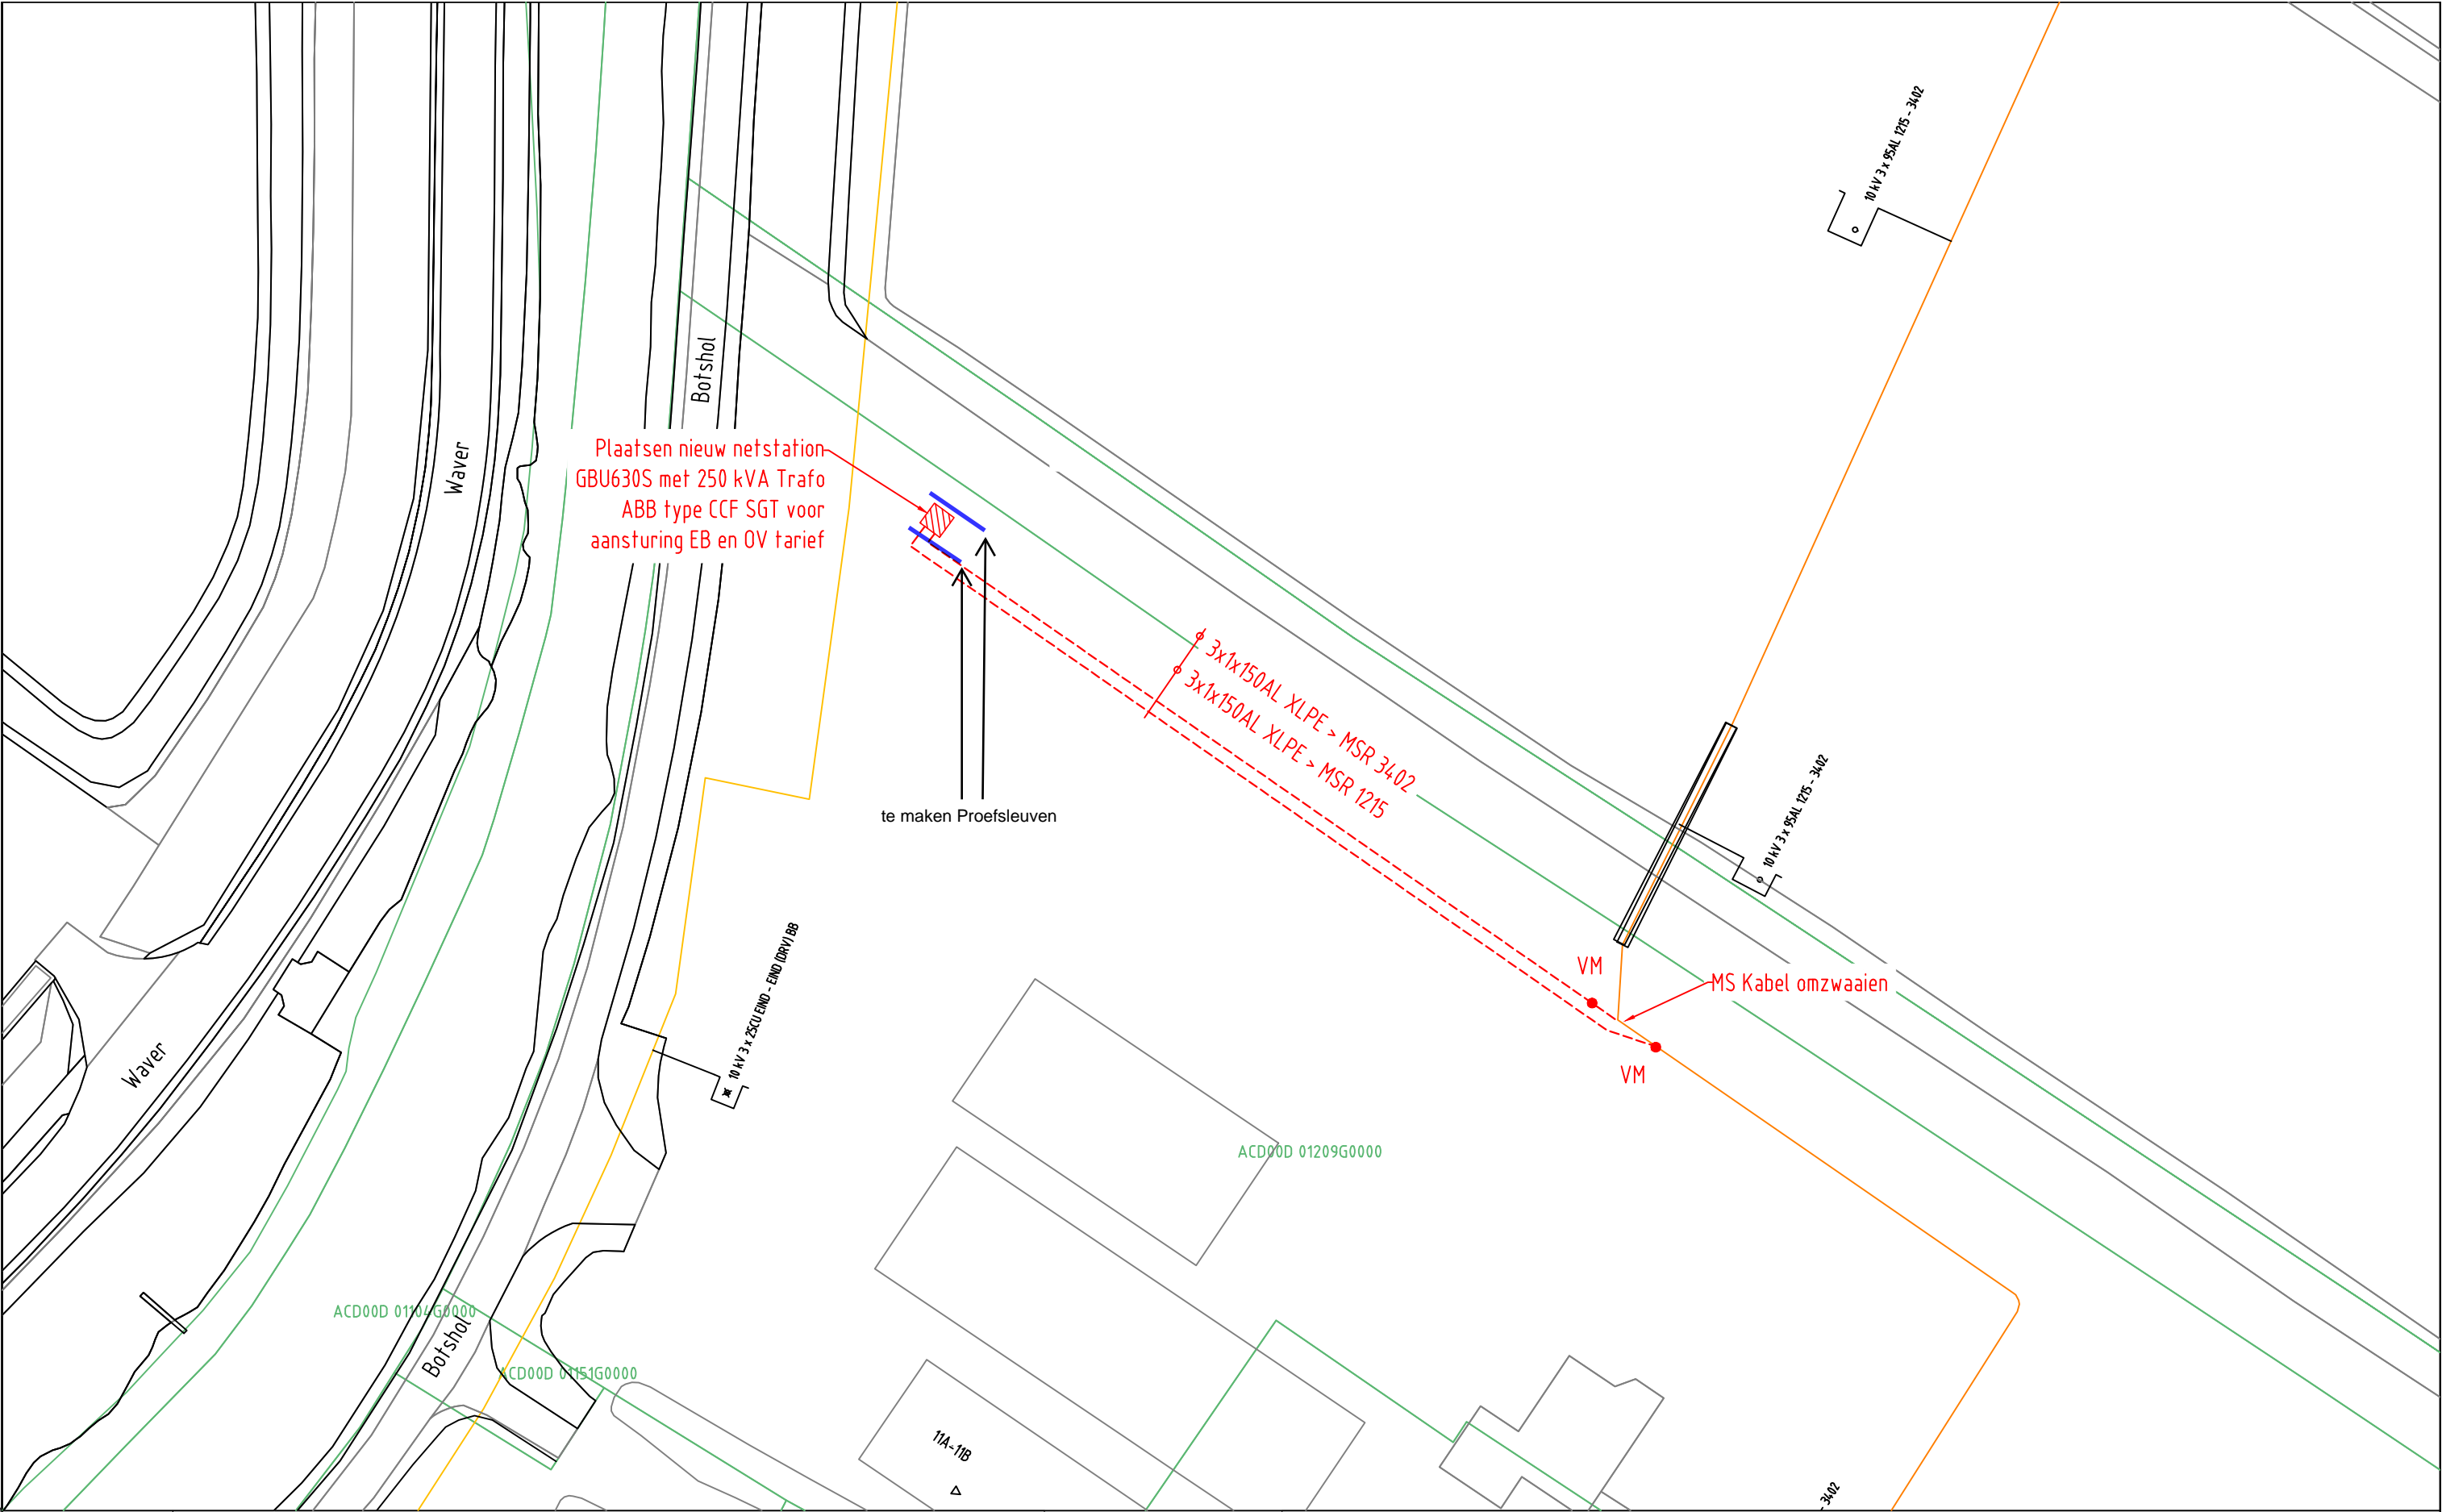 10 kV 3 x 95AL 1215 - 3402
Botshol
Waver
Plaatsen nieuw netstation
GBU630S met 250 kVA Trafo
ABB type CCF SGT voor
aansturing EB en OV tarief
3x1x150AL XLPE > MSR 3402
3x1x150AL XLPE > MSR 1215
te maken Proefsleuven
10 kV 3 x 95AL 1215 - 3402
VM
MS Kabel omzwaaien
10 kV 3 x 25CU EIND - EIND (DRV) BB
Waver
VM
ACD00D 01209G0000
ACD00D 01104G0000
Botshol
ACD00D 01151G0000
11A-11B
- 3402